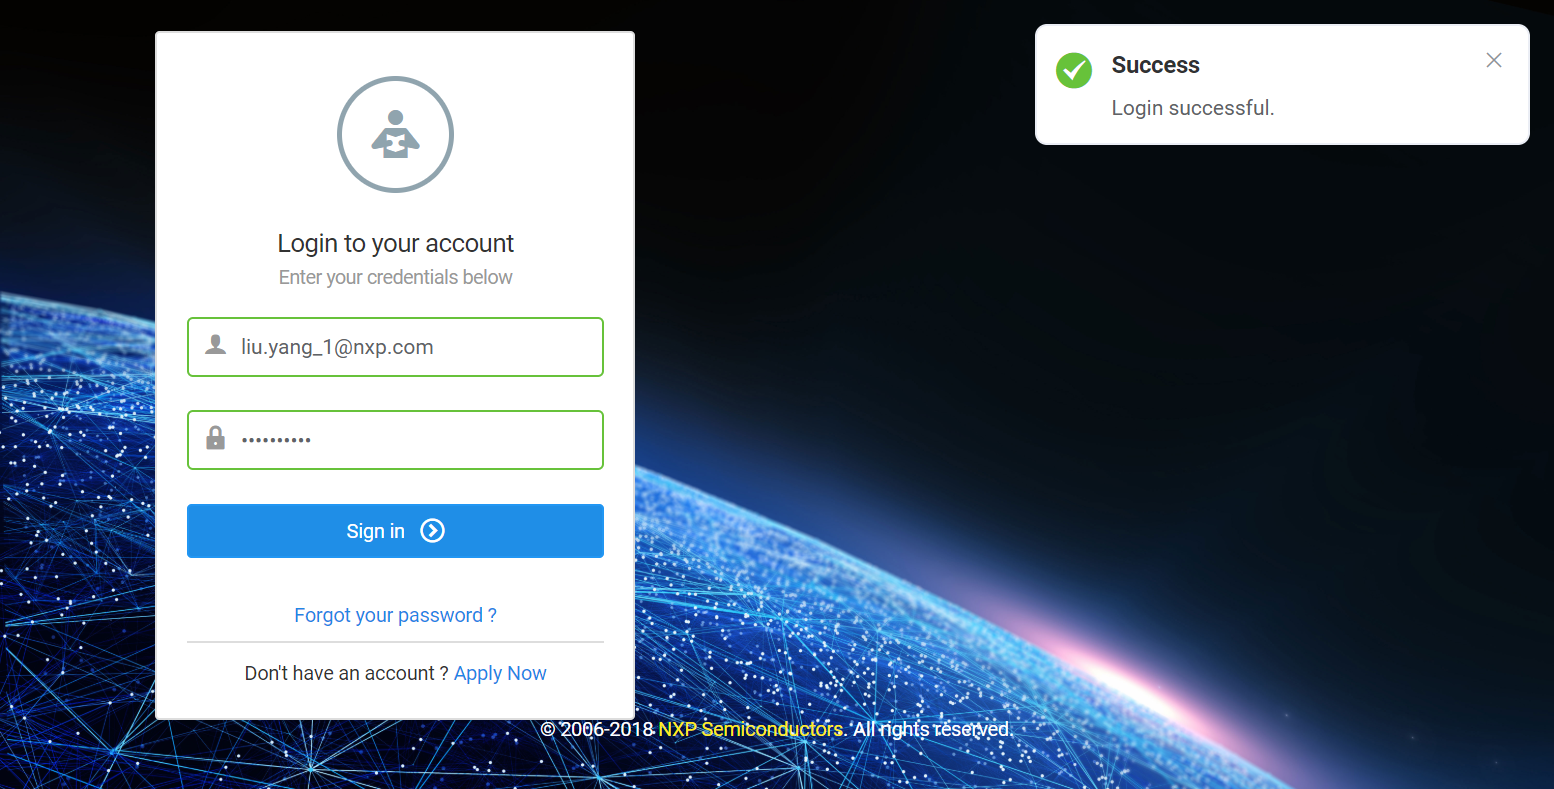 Login to your account
Enter your credentials below
liu.yang_1@nxp.com
••••••••••
Sign in
Forgot your password ?
Don't have an account ? Apply Now
Success
Login successful.
© 2006-2018 NXP Semiconductors. All rights reserved.